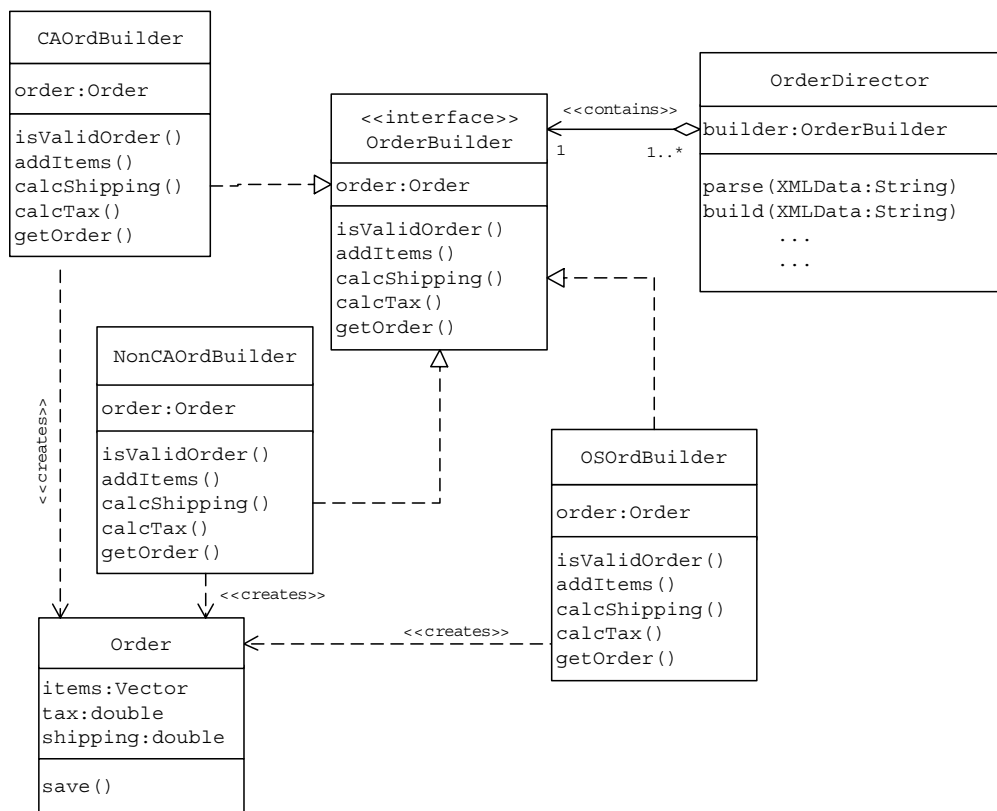 CAOrdBuilder
order:Order
isValidOrder()
addItems()
calcShipping()
calcTax()
getOrder()
<<interface>>
OrderBuilder
order:Order
isValidOrder()
addItems()
calcShipping()
calcTax()
getOrder()
<<contains>>
1
1..*
OrderDirector
builder:OrderBuilder
parse(XMLData:String)
build(XMLData:String)
...
...
NonCAOrdBuilder
order:Order
isValidOrder()
addItems()
calcShipping()
calcTax()
getOrder()
<<creates>>
<<creates>>
OSOrdBuilder
order:Order
isValidOrder()
addItems()
calcShipping()
calcTax()
getOrder()
<<creates>>
Order
items:Vector
tax:double
shipping:double
save()